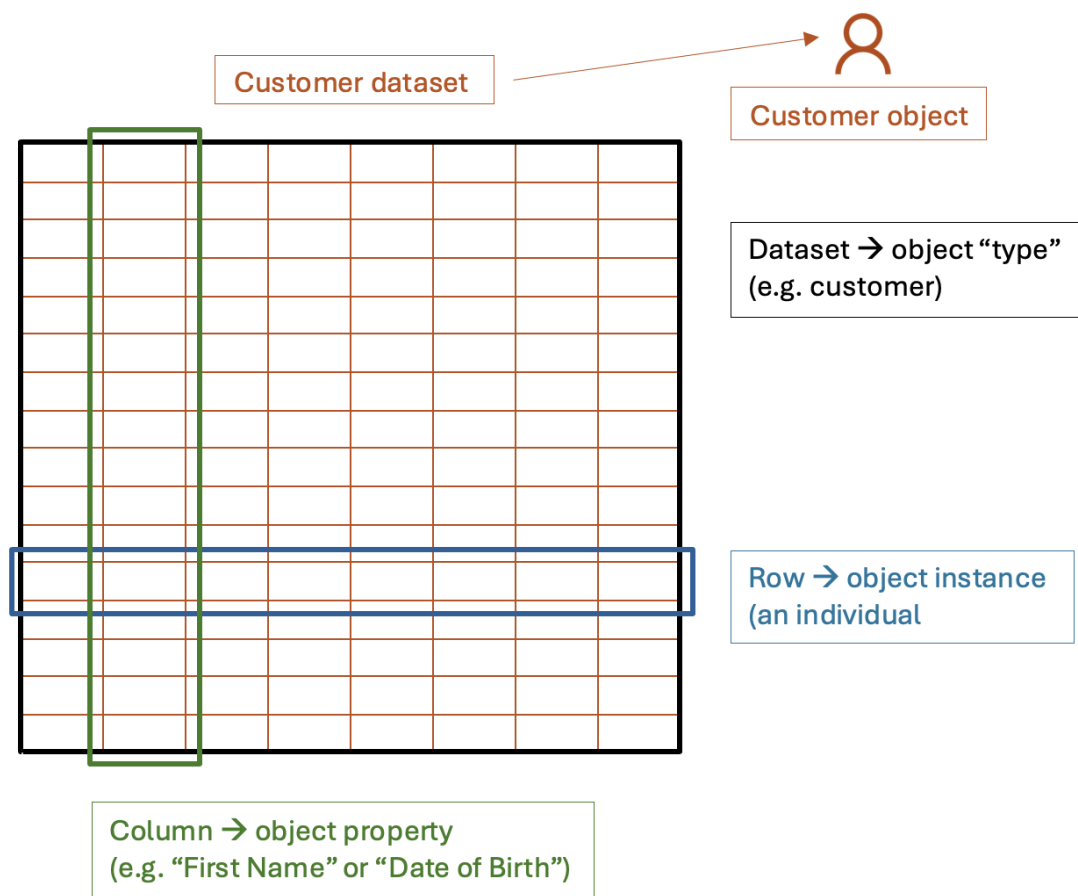 Customer dataset
Customer object
Dataset → object “type”
(e.g. customer)
Row → object instance
(an individual
Column → object property
(e.g. “First Name” or “Date of Birth”)